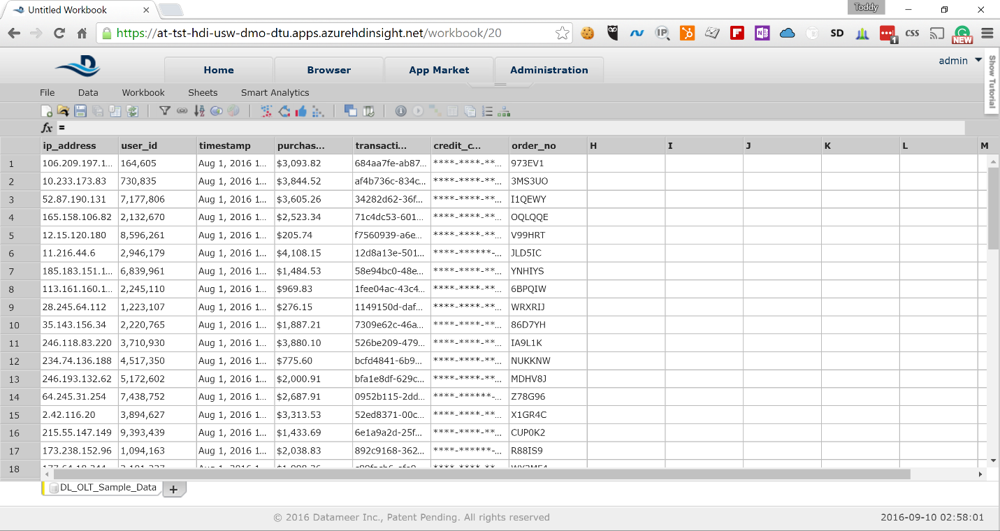 Untitled Workbook
Toddy
https://at-tst-hdi-usw-dmo-dtu.apps.azurehdinsight.net/workbook/20 IP SD 1 CSS NEW
D Home Browser App Market Administration admin
Show Tutorial
File Data Workbook Sheets Smart Analytics
fx =
ip_address user_id timestamp purchas... transacti... credit_c... order_no H I J K L M
1 106.209.197.1... 164,605 Aug 1, 2016 1... $3,093.82 684aa7fe-ab87... ****-****-**... 973EV1
2 10.233.173.83 730,835 Aug 1, 2016 1... $3,844.52 af4b736c-834c... ****-****-**... 3MS3UO
3 52.87.190.131 7,177,806 Aug 1, 2016 1... $3,605.26 34282d62-36f... ****-****-**... I1QEWY
4 165.158.106.82 2,132,670 Aug 1, 2016 1... $2,523.34 71c4dc53-601... ****-****-**... OQLQQE
5 12.15.120.180 8,596,261 Aug 1, 2016 1... $205.74 f7560939-a6e... ****-****-**... V99HRT
6 11.216.44.6 2,946,179 Aug 1, 2016 1... $4,108.15 12d8a13e-501... ****-******-... JLD5IC
7 185.183.151.1... 6,839,961 Aug 1, 2016 1... $1,484.53 58e94bc0-48e... ****-****-**... YNHIYS
8 113.161.160.1... 2,245,110 Aug 1, 2016 1... $969.83 1fee04ac-43c4... ****-****-**... 6BPQIW
9 28.245.64.112 1,223,107 Aug 1, 2016 1... $276.15 1149150d-daf... ****-****-**... WRXRIJ
10 35.143.156.34 2,220,765 Aug 1, 2016 1... $1,887.21 7309e62c-46a... ****-****-**... 86D7YH
11 246.118.83.220 3,710,930 Aug 1, 2016 1... $3,880.10 526be209-479... ****-****-**... IA9L1K
12 234.74.136.188 4,517,350 Aug 1, 2016 1... $775.60 bcfd4841-6b9... ****-****-**... NUKKNW
13 246.193.132.62 5,172,602 Aug 1, 2016 1... $2,000.91 bfa1e8df-629c... ****-****-**... MDHV8J
14 64.245.31.254 7,438,752 Aug 1, 2016 1... $2,687.91 0952b115-2dd... ****-******-... Z78G96
15 2.42.116.20 3,894,627 Aug 1, 2016 1... $3,313.53 52ed8371-00c... ****-****-**... X1GR4C
16 215.55.147.149 9,393,439 Aug 1, 2016 1... $1,433.69 6e1a9a2d-25f... ****-****-**... CUP0K2
17 173.238.152.96 1,094,163 Aug 1, 2016 1... $2,038.83 892c9168-362... ****-******-... R88IS9
18
DL_OLT_Sample_Data +
© 2016 Datameer Inc., Patent Pending. All rights reserved 2016-09-10 02:58:01